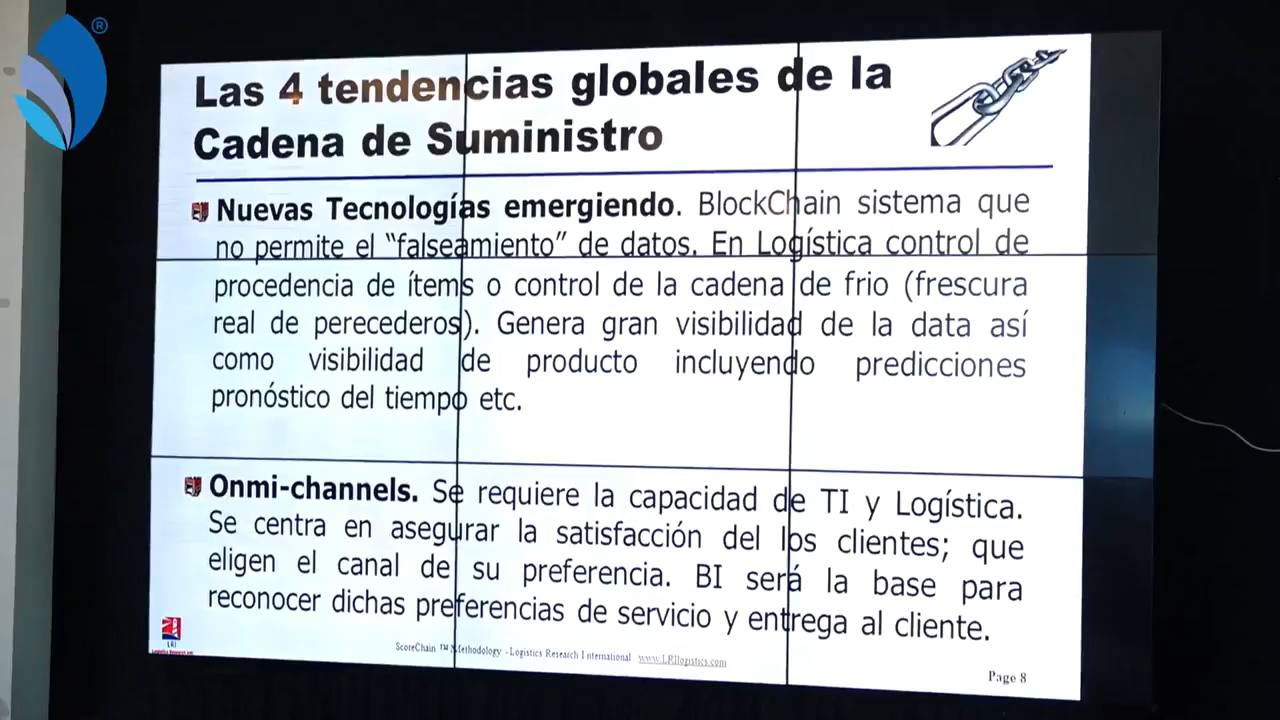 ®
Las 4 tendencias globales de la
Cadena de Suministro
Nuevas Tecnologías emergiendo. BlockChain sistema que
no permite el “falseamiento” de datos. En Logística control de
procedencia de ítems o control de la cadena de frio (frescura
real de perecederos). Genera gran visibilidad de la data así
como visibilidad de producto incluyendo predicciones
pronóstico del tiempo etc.
Onmi-channels. Se requiere la capacidad de TI y Logística.
Se centra en asegurar la satisfacción del los clientes; que
eligen el canal de su preferencia. BI será la base para
reconocer dichas preferencias de servicio y entrega al cliente.
LRI
ScoreChain ™ Methodology - Logistics Research International www.LRIlogistics.com
Page 8